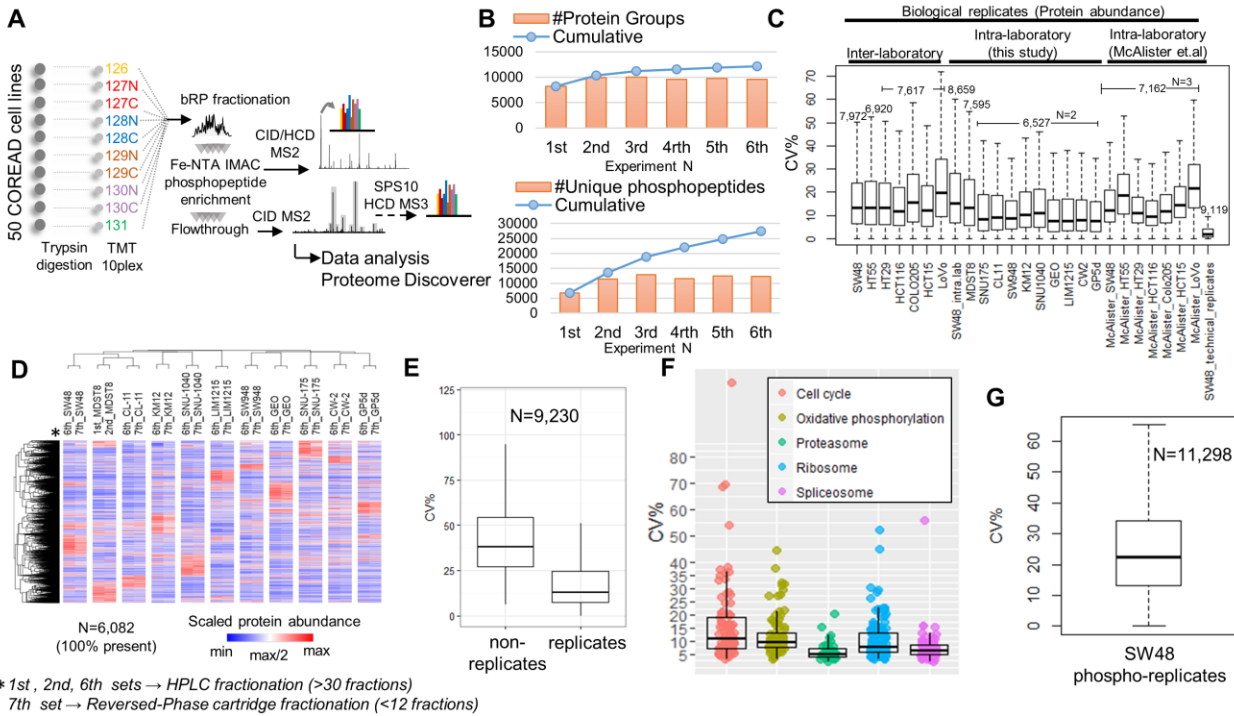 A
50 COREAD cell lines
126
127N
127C
128N
128C
129N
129C
130N
130C
131
Trypsin
digestion
TMT
10plex
bRP fractionation
Fe-NTA IMAC
phosphopeptide
enrichment
Flowthrough
CID/HCD
MS2
CID MS2
SPS10
HCD MS3
Data analysis
Proteome Discoverer
B
#Protein Groups
Cumulative
15000
10000
5000
0
1st
2nd
3rd
4rth
5th
6th
Experiment N
#Unique phosphopeptides
Cumulative
30000
25000
20000
15000
10000
5000
0
1st
2nd
3rd
4rth
5th
6th
Experiment N
C
Biological replicates (Protein abundance)
Inter-laboratory
Intra-laboratory
(this study)
Intra-laboratory
(McAlister et.al)
CV%
70
60
50
40
30
20
10
0
7,972
6,920
7,617
8,659
7,595
N=2
6,527
N=3
7,162
9,119
SW48
HT55
HT29
HCT116
COLO205
HCT15
LoVo
SW48_intra.lab
MDST8
SNU175
CL11
SW948
KM12
SNU1040
GEO
LIM1215
CW2
GP5d
McAlister_SW48
McAlister_HT55
McAlister_HT29
McAlister_HCT116
McAlister_Colo205
McAlister_HCT15
McAlister_LoVo
SW48_technical_replicates
D
*
6th_SW48
7th_SW48
1st_MDST8
2nd_MDST8
6th_CL-11
7th_CL-11
6th_KM12
7th_KM12
6th_SNU-1040
7th_SNU-1040
6th_LIM1215
7th_LIM1215
6th_SW948
7th_SW948
6th_GEO
7th_GEO
6th_SNU-175
7th_SNU-175
6th_CW-2
7th_CW-2
6th_GP5d
7th_GP5d
N=6,082
(100% present)
Scaled protein abundance
min
max/2
max
* 1st , 2nd, 6th sets → HPLC fractionation (>30 fractions)
7th set → Reversed-Phase cartridge fractionation (<12 fractions)
E
N=9,230
CV%
125
100
75
50
25
0
non-
replicates
replicates
F
Cell cycle
Oxidative phosphorylation
Proteasome
Ribosome
Spliceosome
CV%
80
70
60
50
40
35
30
25
20
15
10
5
G
N=11,298
CV%
60
50
40
30
20
10
0
SW48
phospho-replicates